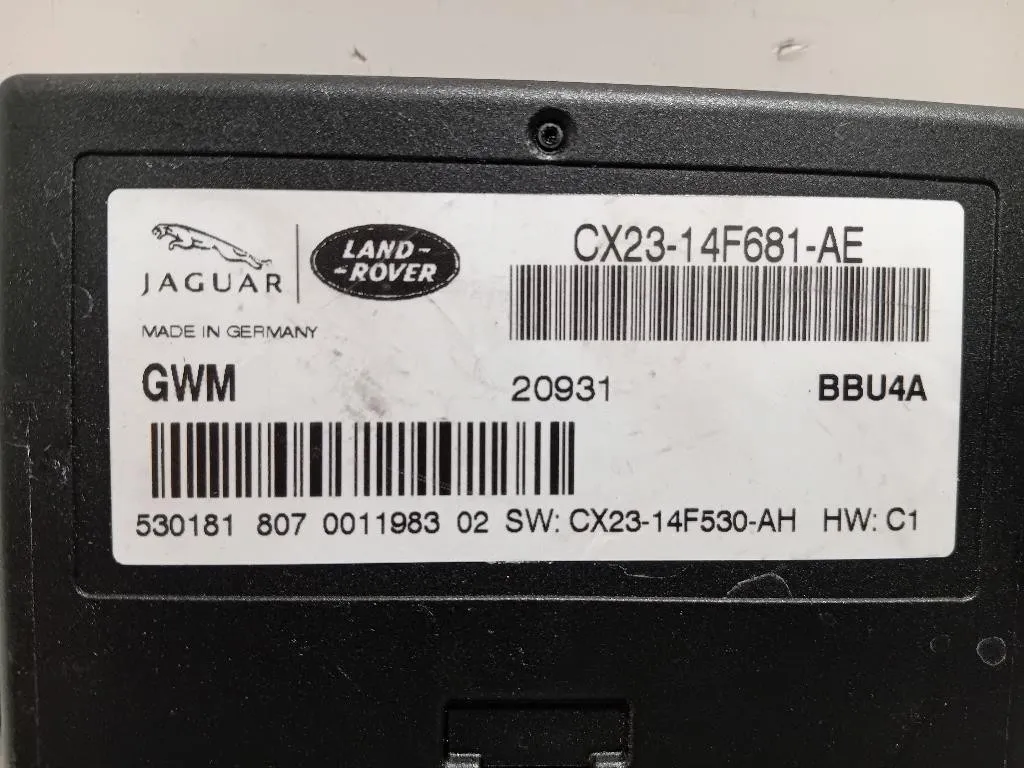 JAGUAR
LAND-
-ROVER
CX23-14F681-AE
MADE IN GERMANY
GWM 20931 BBU4A
530181 807 0011983 02 SW: CX23-14F530-AH HW: C1